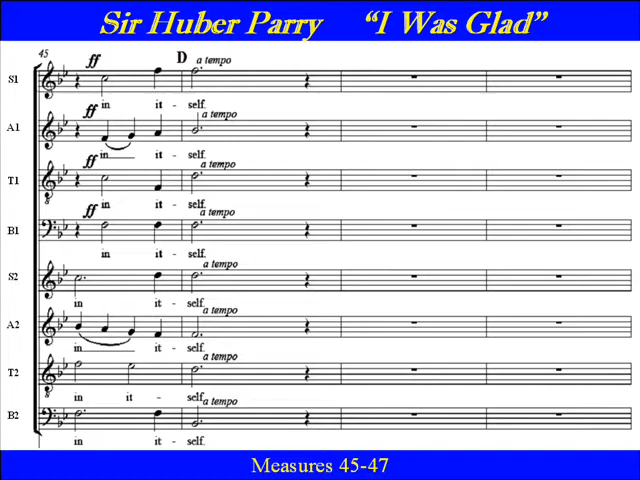 Sir Huber Parry “I Was Glad”
45 ff D a tempo
S1
in it - self.
ff a tempo
A1
in it - self.
ff a tempo
T1
in it - self.
ff a tempo
B1
in it - self.
a tempo
S2
in it - self.
a tempo
A2
in it - self.
a tempo
T2
in it - self.
a tempo
B2
in it - self.
Measures 45-47